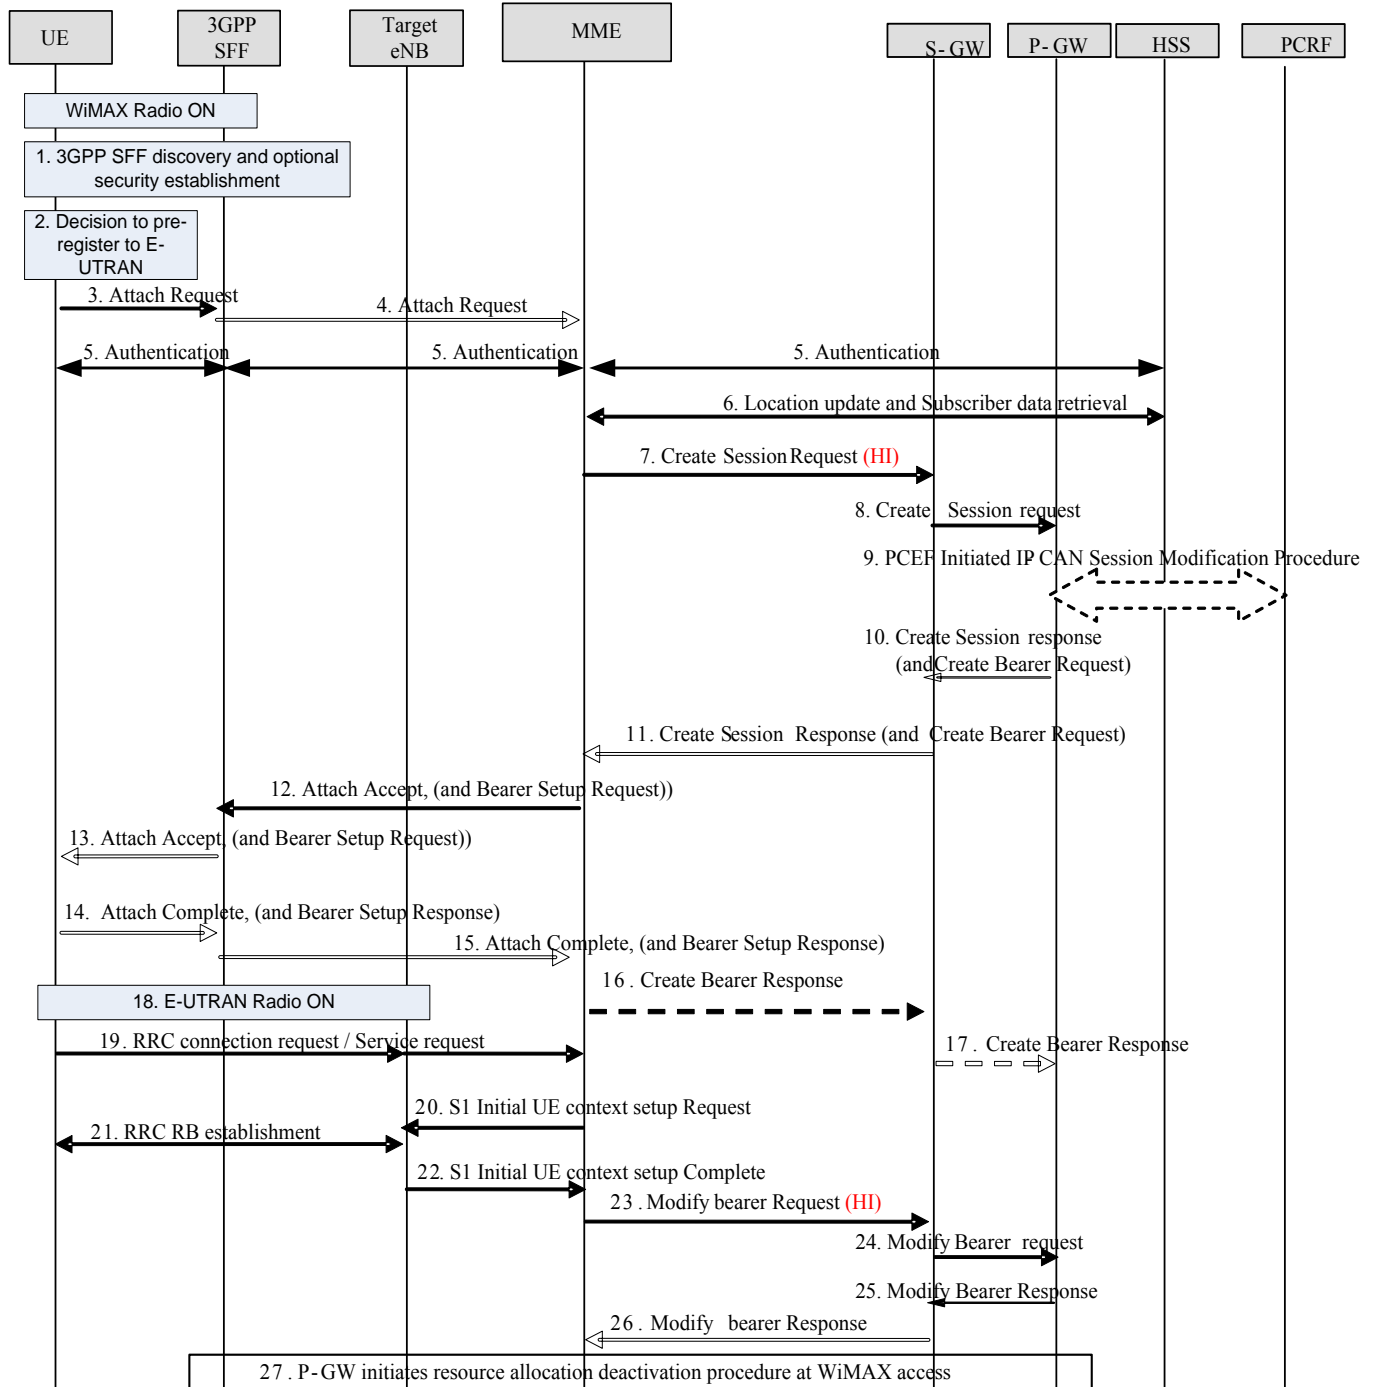 UE
3GPP
SFF
Target
eNB
MME
S-GW
P-GW
HSS
PCRF
WiMAX Radio ON
1. 3GPP SFF discovery and optional
security establishment
2. Decision to pre-
register to E-
UTRAN
3. Attach Request
4. Attach Request
5. Authentication
5. Authentication
5. Authentication
6. Location update and Subscriber data retrieval
7. Create Session Request (HI)
8. Create Session request
9. PCEF Initiated IP-CAN Session Modification Procedure
10. Create Session response
(and Create Bearer Request)
11. Create Session Response (and Create Bearer Request)
12. Attach Accept, (and Bearer Setup Request))
13. Attach Accept, (and Bearer Setup Request))
14. Attach Complete, (and Bearer Setup Response)
15. Attach Complete, (and Bearer Setup Response)
16. Create Bearer Response
18. E-UTRAN Radio ON
19. RRC connection request / Service request
17. Create Bearer Response
20. S1 Initial UE context setup Request
21. RRC RB establishment
22. S1 Initial UE context setup Complete
23. Modify bearer Request (HI)
24. Modify Bearer request
25. Modify Bearer Response
26. Modify bearer Response
27. P-GW initiates resource allocation deactivation procedure at WiMAX access